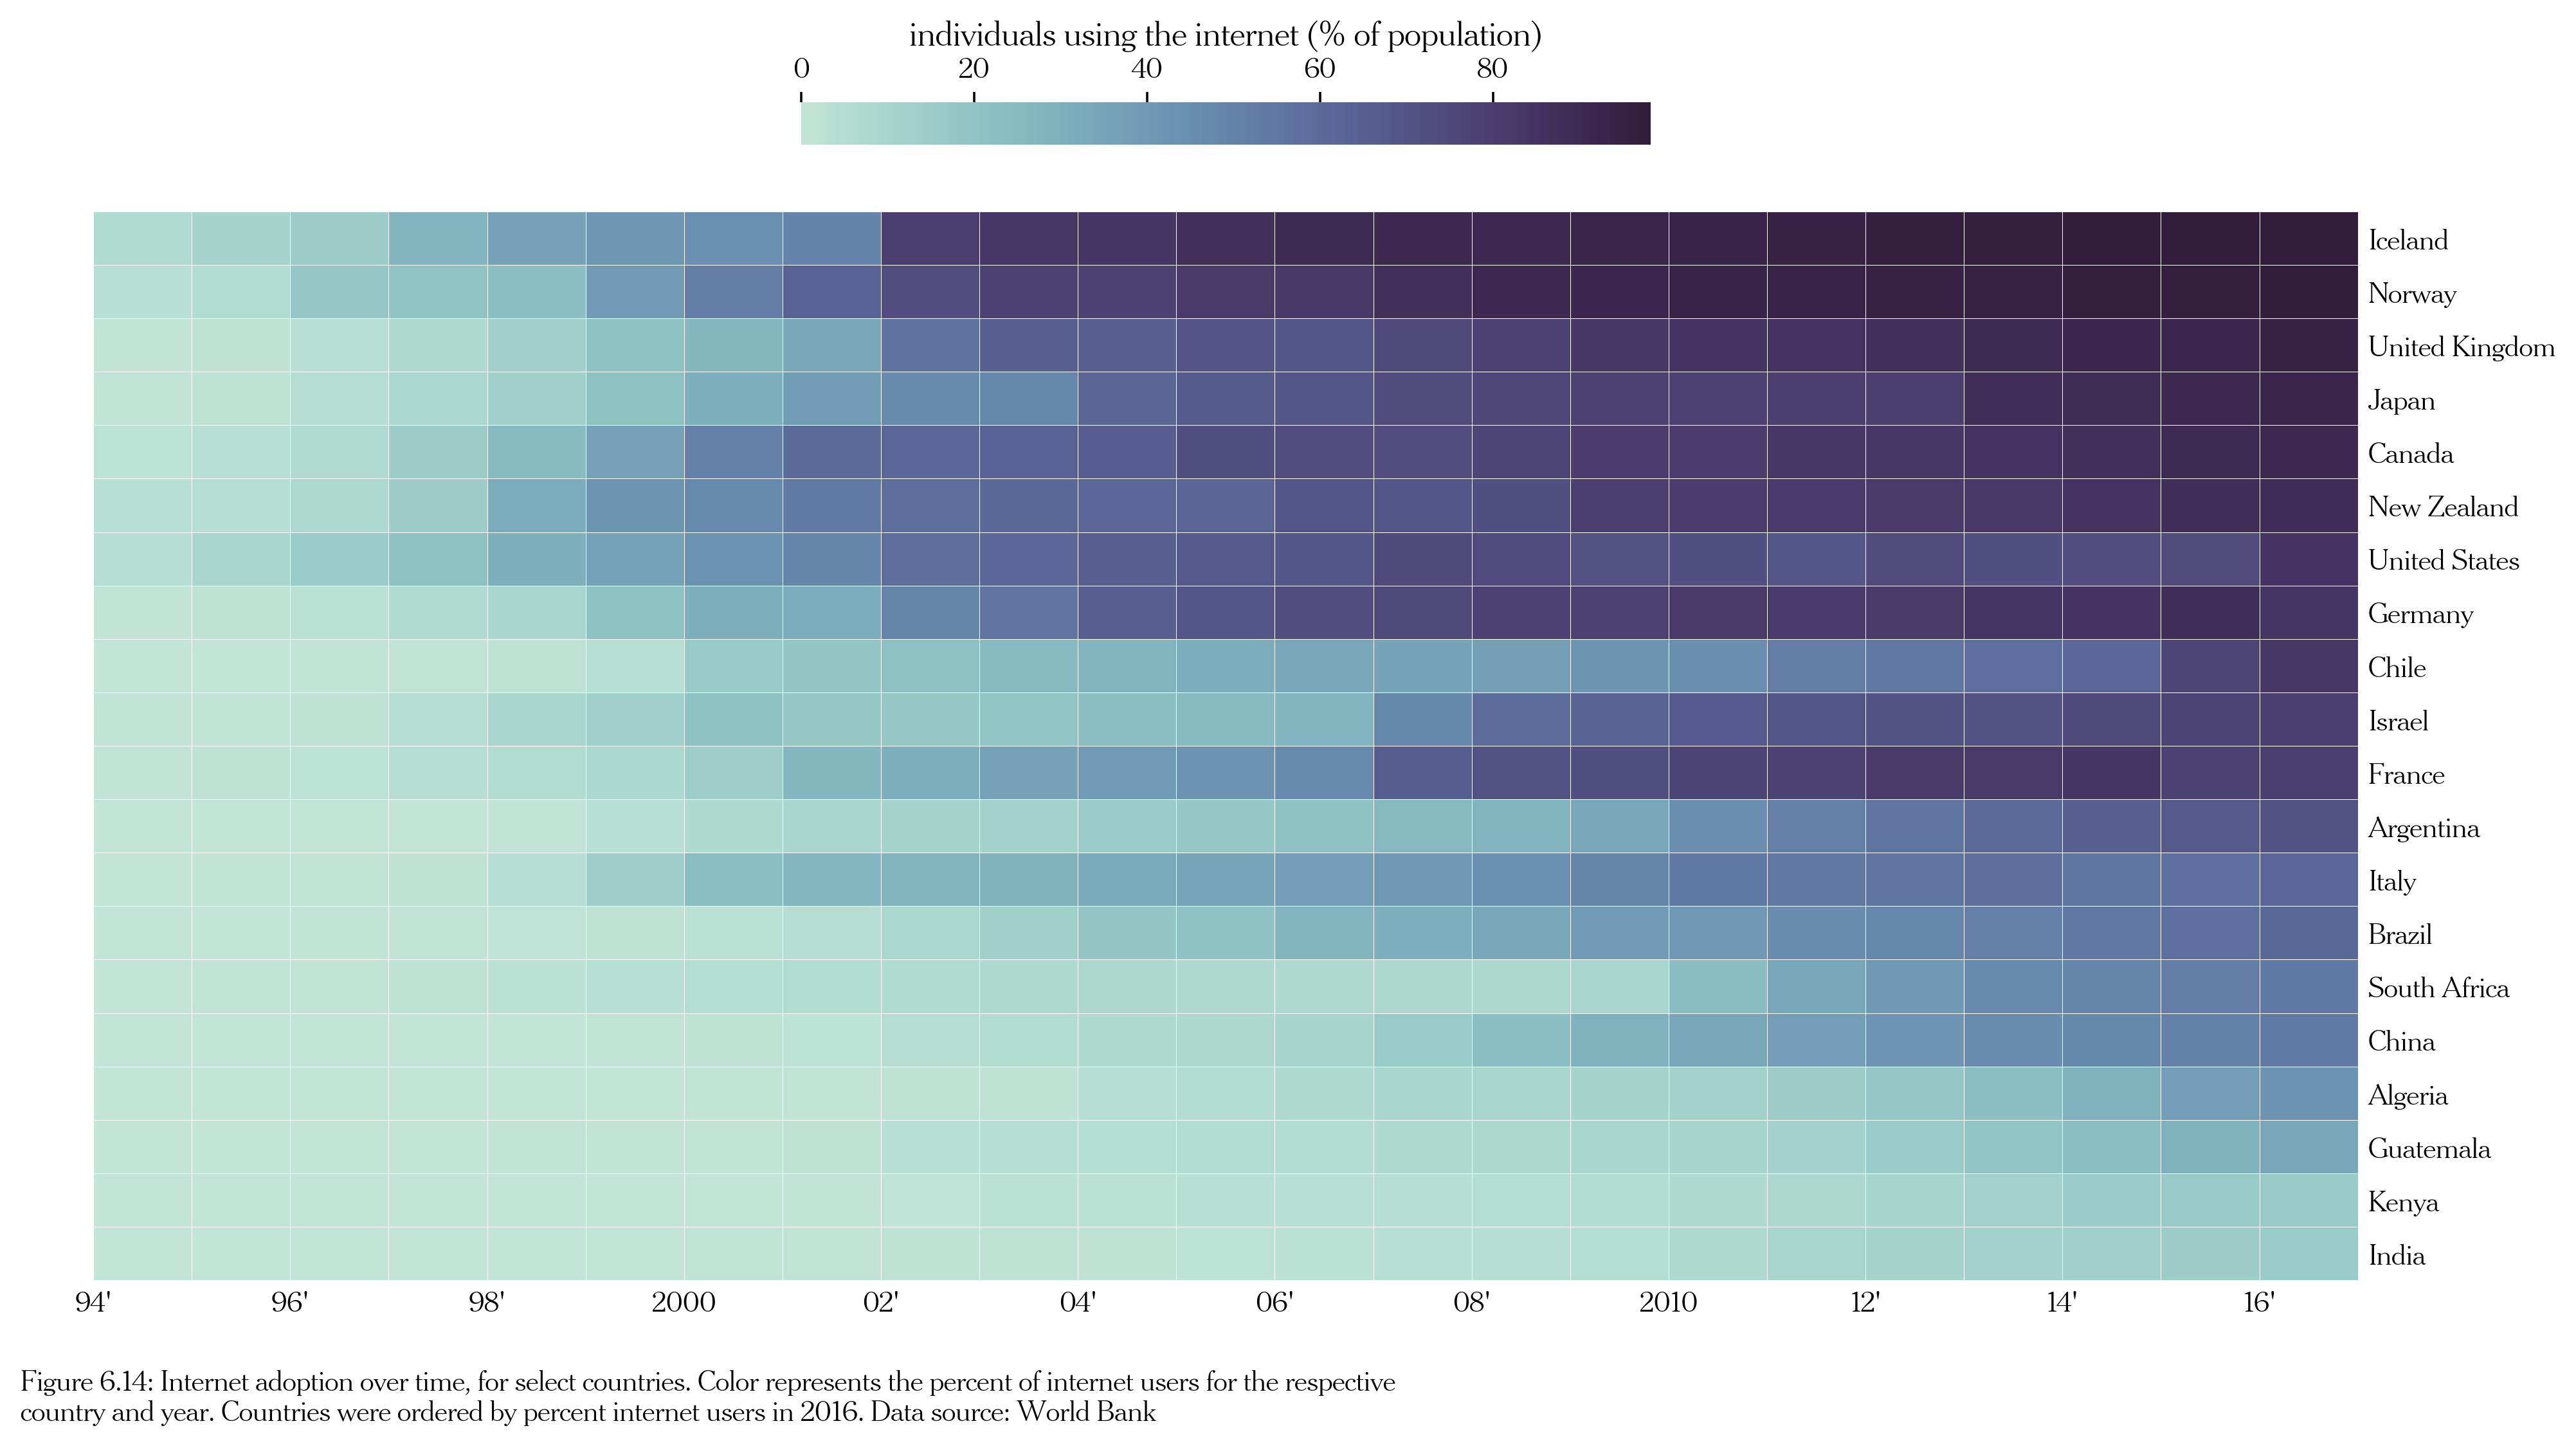 individuals using the internet (% of population)
0 20 40 60 80
Iceland
Norway
United Kingdom
Japan
Canada
New Zealand
United States
Germany
Chile
Israel
France
Argentina
Italy
Brazil
South Africa
China
Algeria
Guatemala
Kenya
India
94' 96' 98' 2000 02' 04' 06' 08' 2010 12' 14' 16'
Figure 6.14: Internet adoption over time, for select countries. Color represents the percent of internet users for the respective
country and year. Countries were ordered by percent internet users in 2016. Data source: World Bank